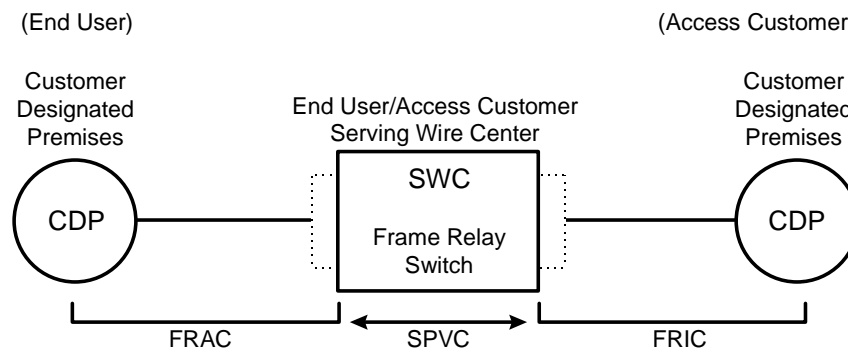 (End User)
(Access Customer
Customer
Designated
Premises
End User/Access Customer
Serving Wire Center
Customer
Designated
Premises
CDP
SWC
Frame Relay
Switch
CDP
FRAC
SPVC
FRIC